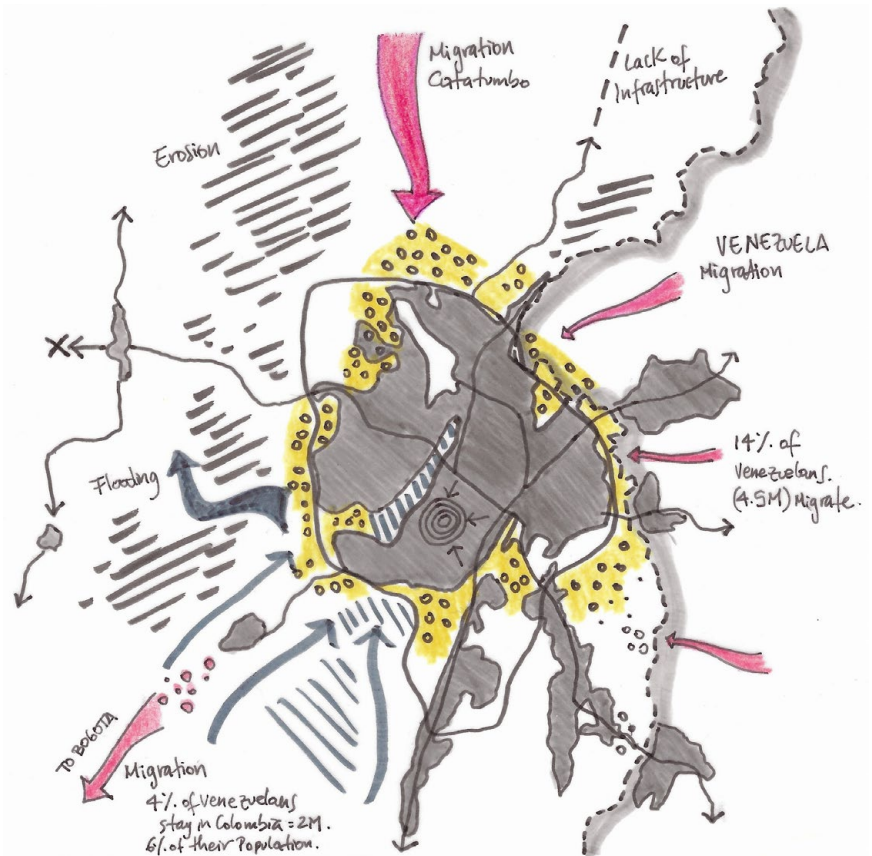 Migration
Catatumbo
Lack of
Infrastructure
Erosion
VENEZUELA
Migration
Flooding
14% of
Venezuelans.
(4.5M) Migrate.
TO BOGOTA
Migration
4% of Venezuelans
stay in Colombia = 2M.
6% of their Population.